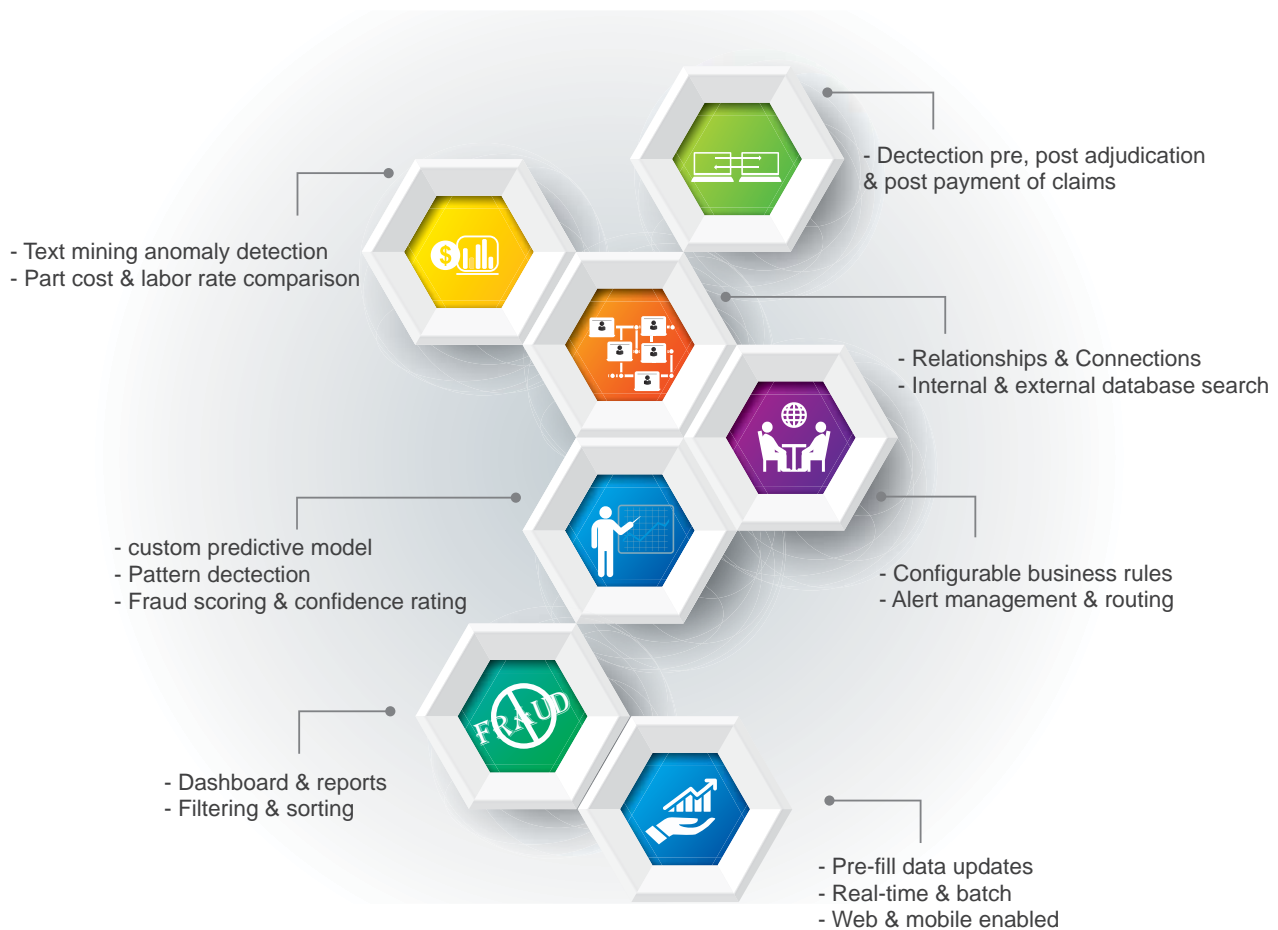 - Dectection pre, post adjudication
& post payment of claims
- Text mining anomaly detection
- Part cost & labor rate comparison
$
- Relationships & Connections
- Internal & external database search
- custom predictive model
- Pattern dectection
- Fraud scoring & confidence rating
- Configurable business rules
- Alert management & routing
FRAUD
- Dashboard & reports
- Filtering & sorting
- Pre-fill data updates
- Real-time & batch
- Web & mobile enabled